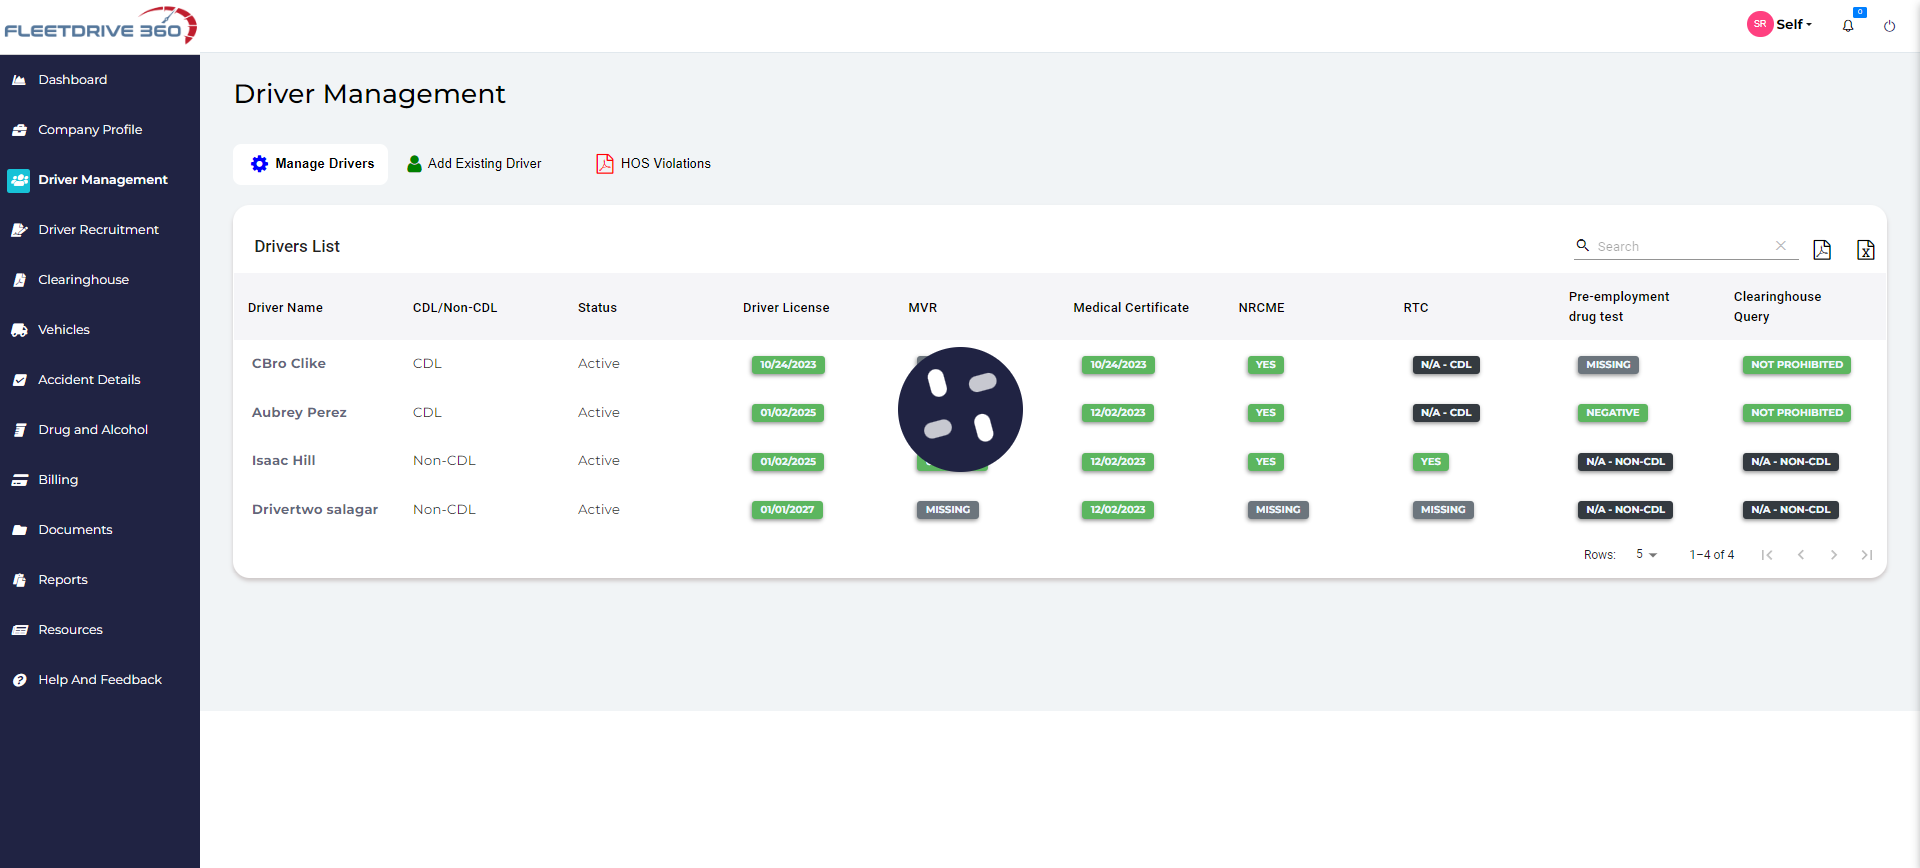 FLEETDRIVE 360
SR Self
0
Dashboard
Company Profile
Driver Management
Driver Recruitment
Clearinghouse
Vehicles
Accident Details
Drug and Alcohol
Billing
Documents
Reports
Resources
Help And Feedback
Driver Management
Manage Drivers Add Existing Driver HOS Violations
Drivers List Search
Driver Name CDL/Non-CDL Status Driver License MVR Medical Certificate NRCME RTC Pre-employment drug test Clearinghouse Query
CBro Clike CDL Active 10/24/2023 10/24/2023 YES N/A - CDL MISSING NOT PROHIBITED
Aubrey Perez CDL Active 01/02/2025 12/02/2023 YES N/A - CDL NEGATIVE NOT PROHIBITED
Isaac Hill Non-CDL Active 01/02/2025 12/02/2023 YES YES N/A - NON-CDL N/A - NON-CDL
Drivertwo salagar Non-CDL Active 01/01/2027 MISSING 12/02/2023 MISSING MISSING N/A - NON-CDL N/A - NON-CDL
Rows: 5 1–4 of 4